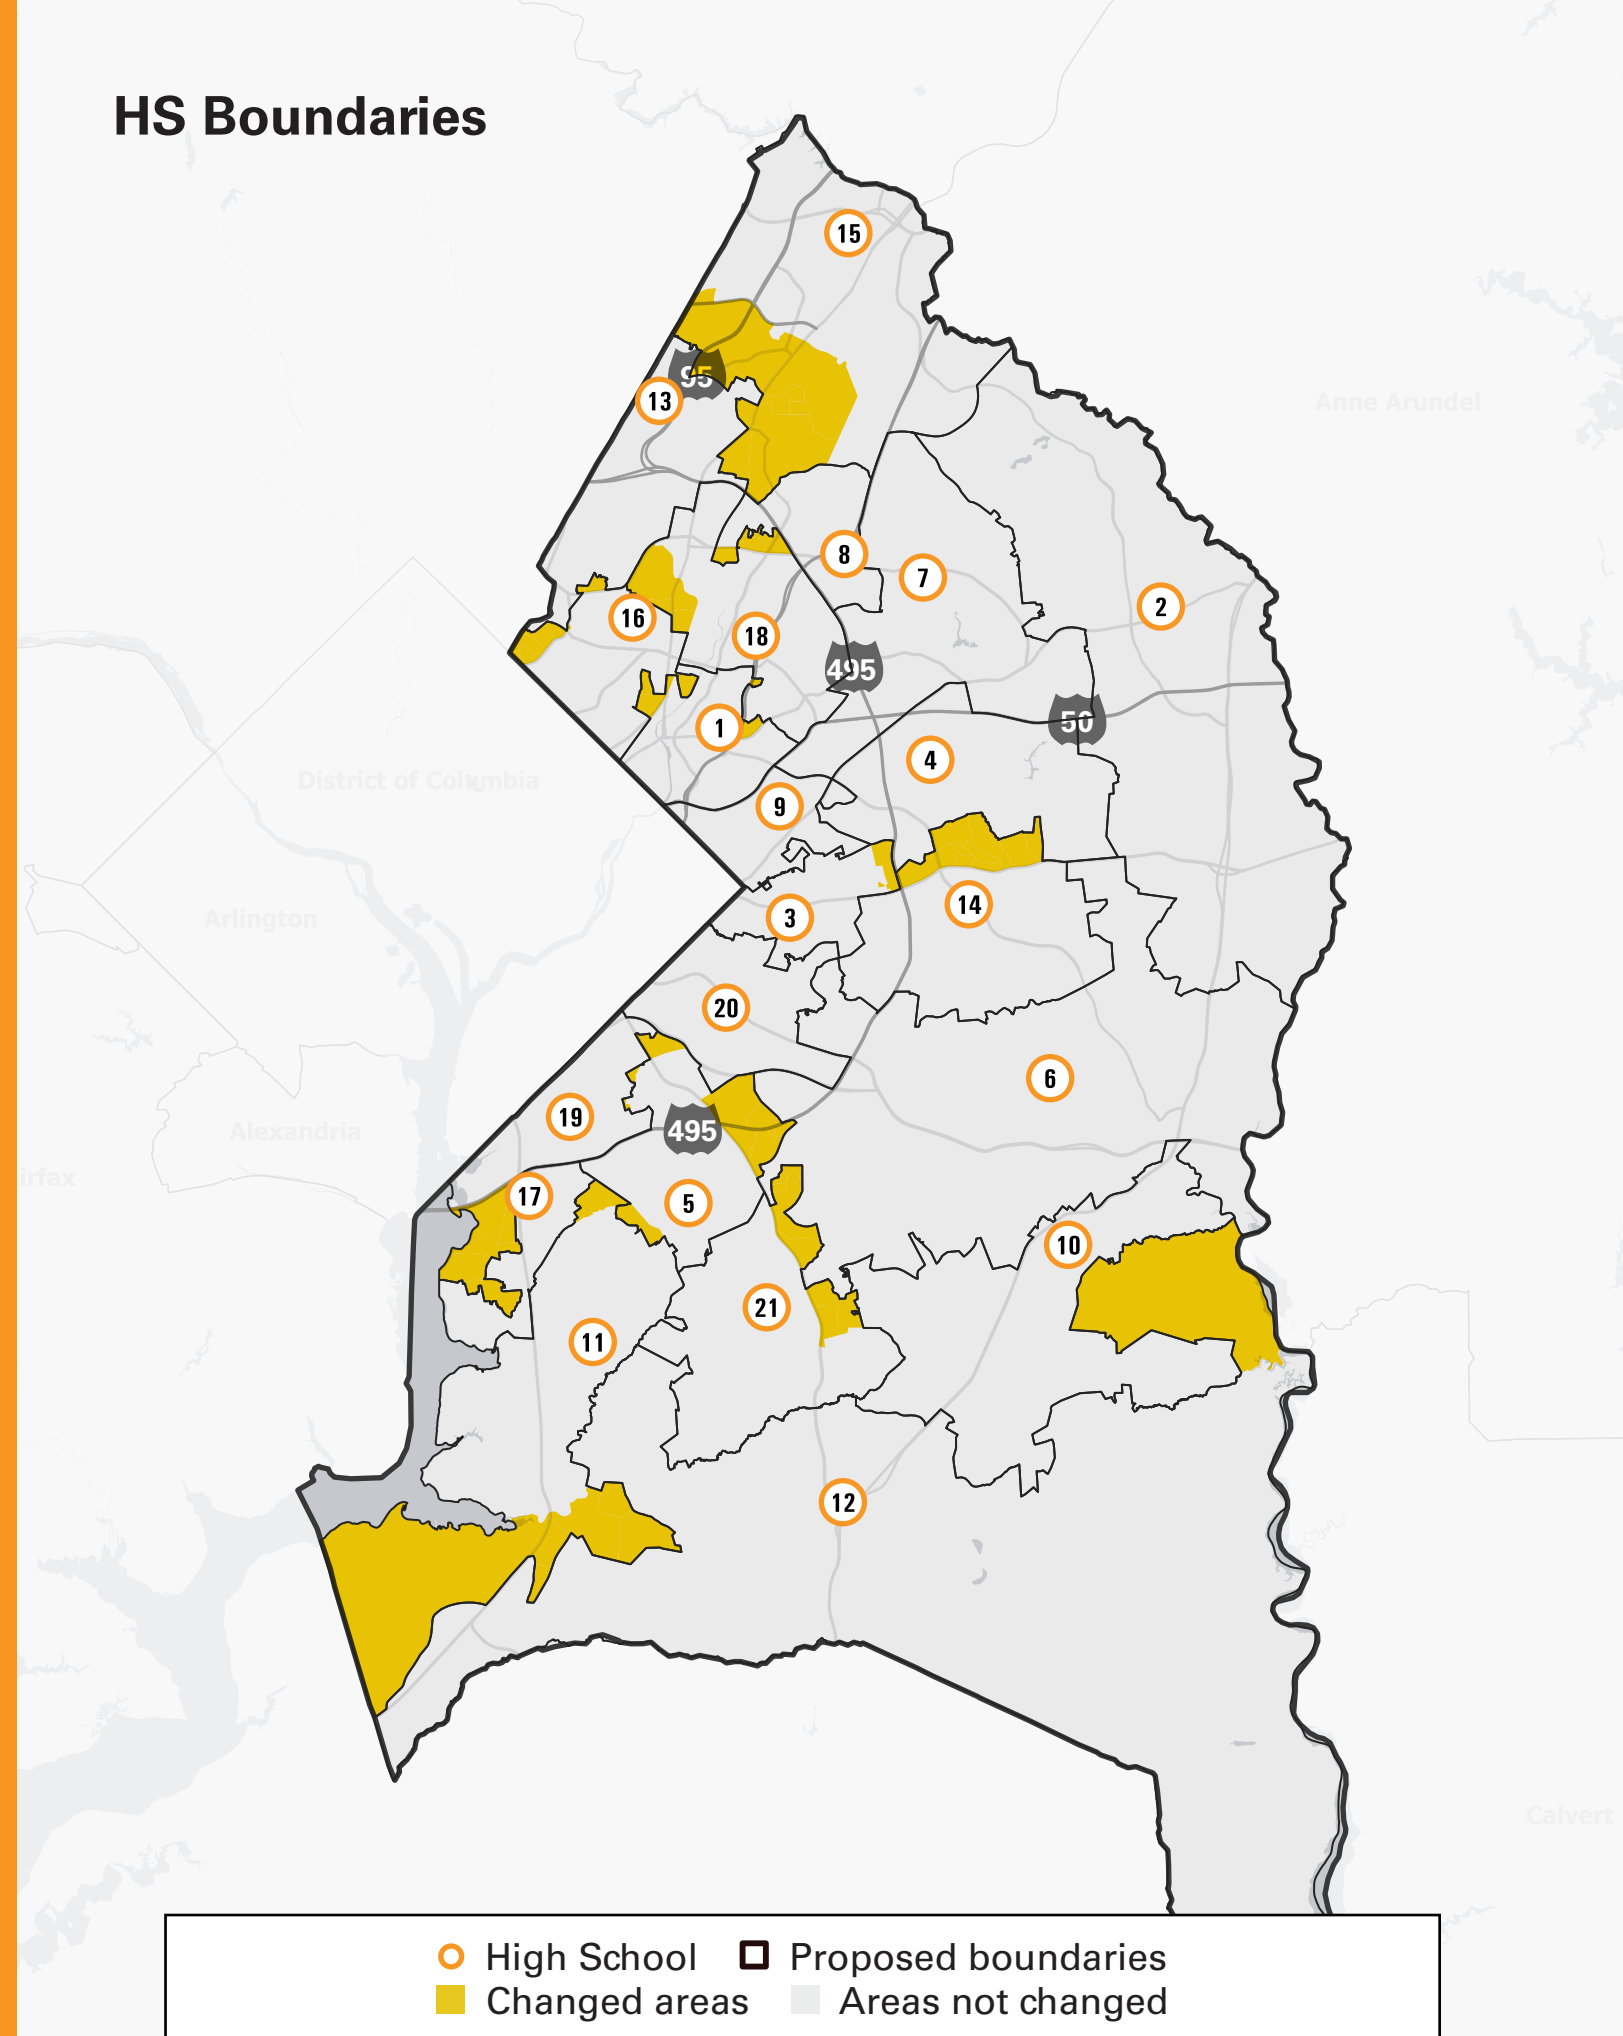 HS Boundaries
15
95
13
Anne Arundel
8
7
2
16
18
495
50
1
4
District of Columbia
9
14
3
Arlington
20
6
19
Alexandria
495
irfax
17
5
10
21
11
12
Calvert
High School
Proposed boundaries
Changed areas
Areas not changed